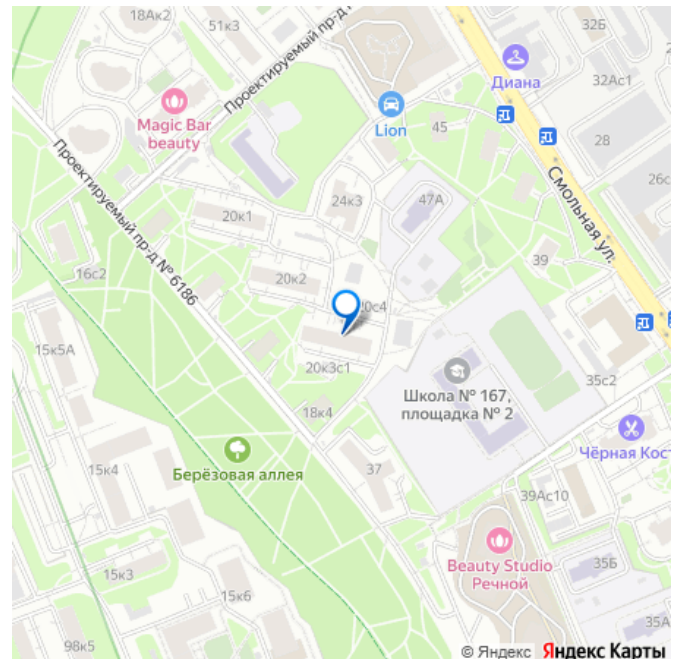 18Ак2
51к3
Проектируемый пр-д
32Б
Диана
32Ас1
Magic Bar
beauty
Lion
45
28
26с
Проектируемый пр-д № 6186
20к1
24к3
47А
Смольная ул.
16с2
20к2
39
20с4
15к5А
20к3с1
Школа № 167,
площадка № 2
35с2
18к4
Чёрная Кост
15к4
Берёзовая аллея
37
39Ас10
Beauty Studio
Речной
35Б
15к3
15к6
35А
98к5
© Яндекс Яндекс Карты